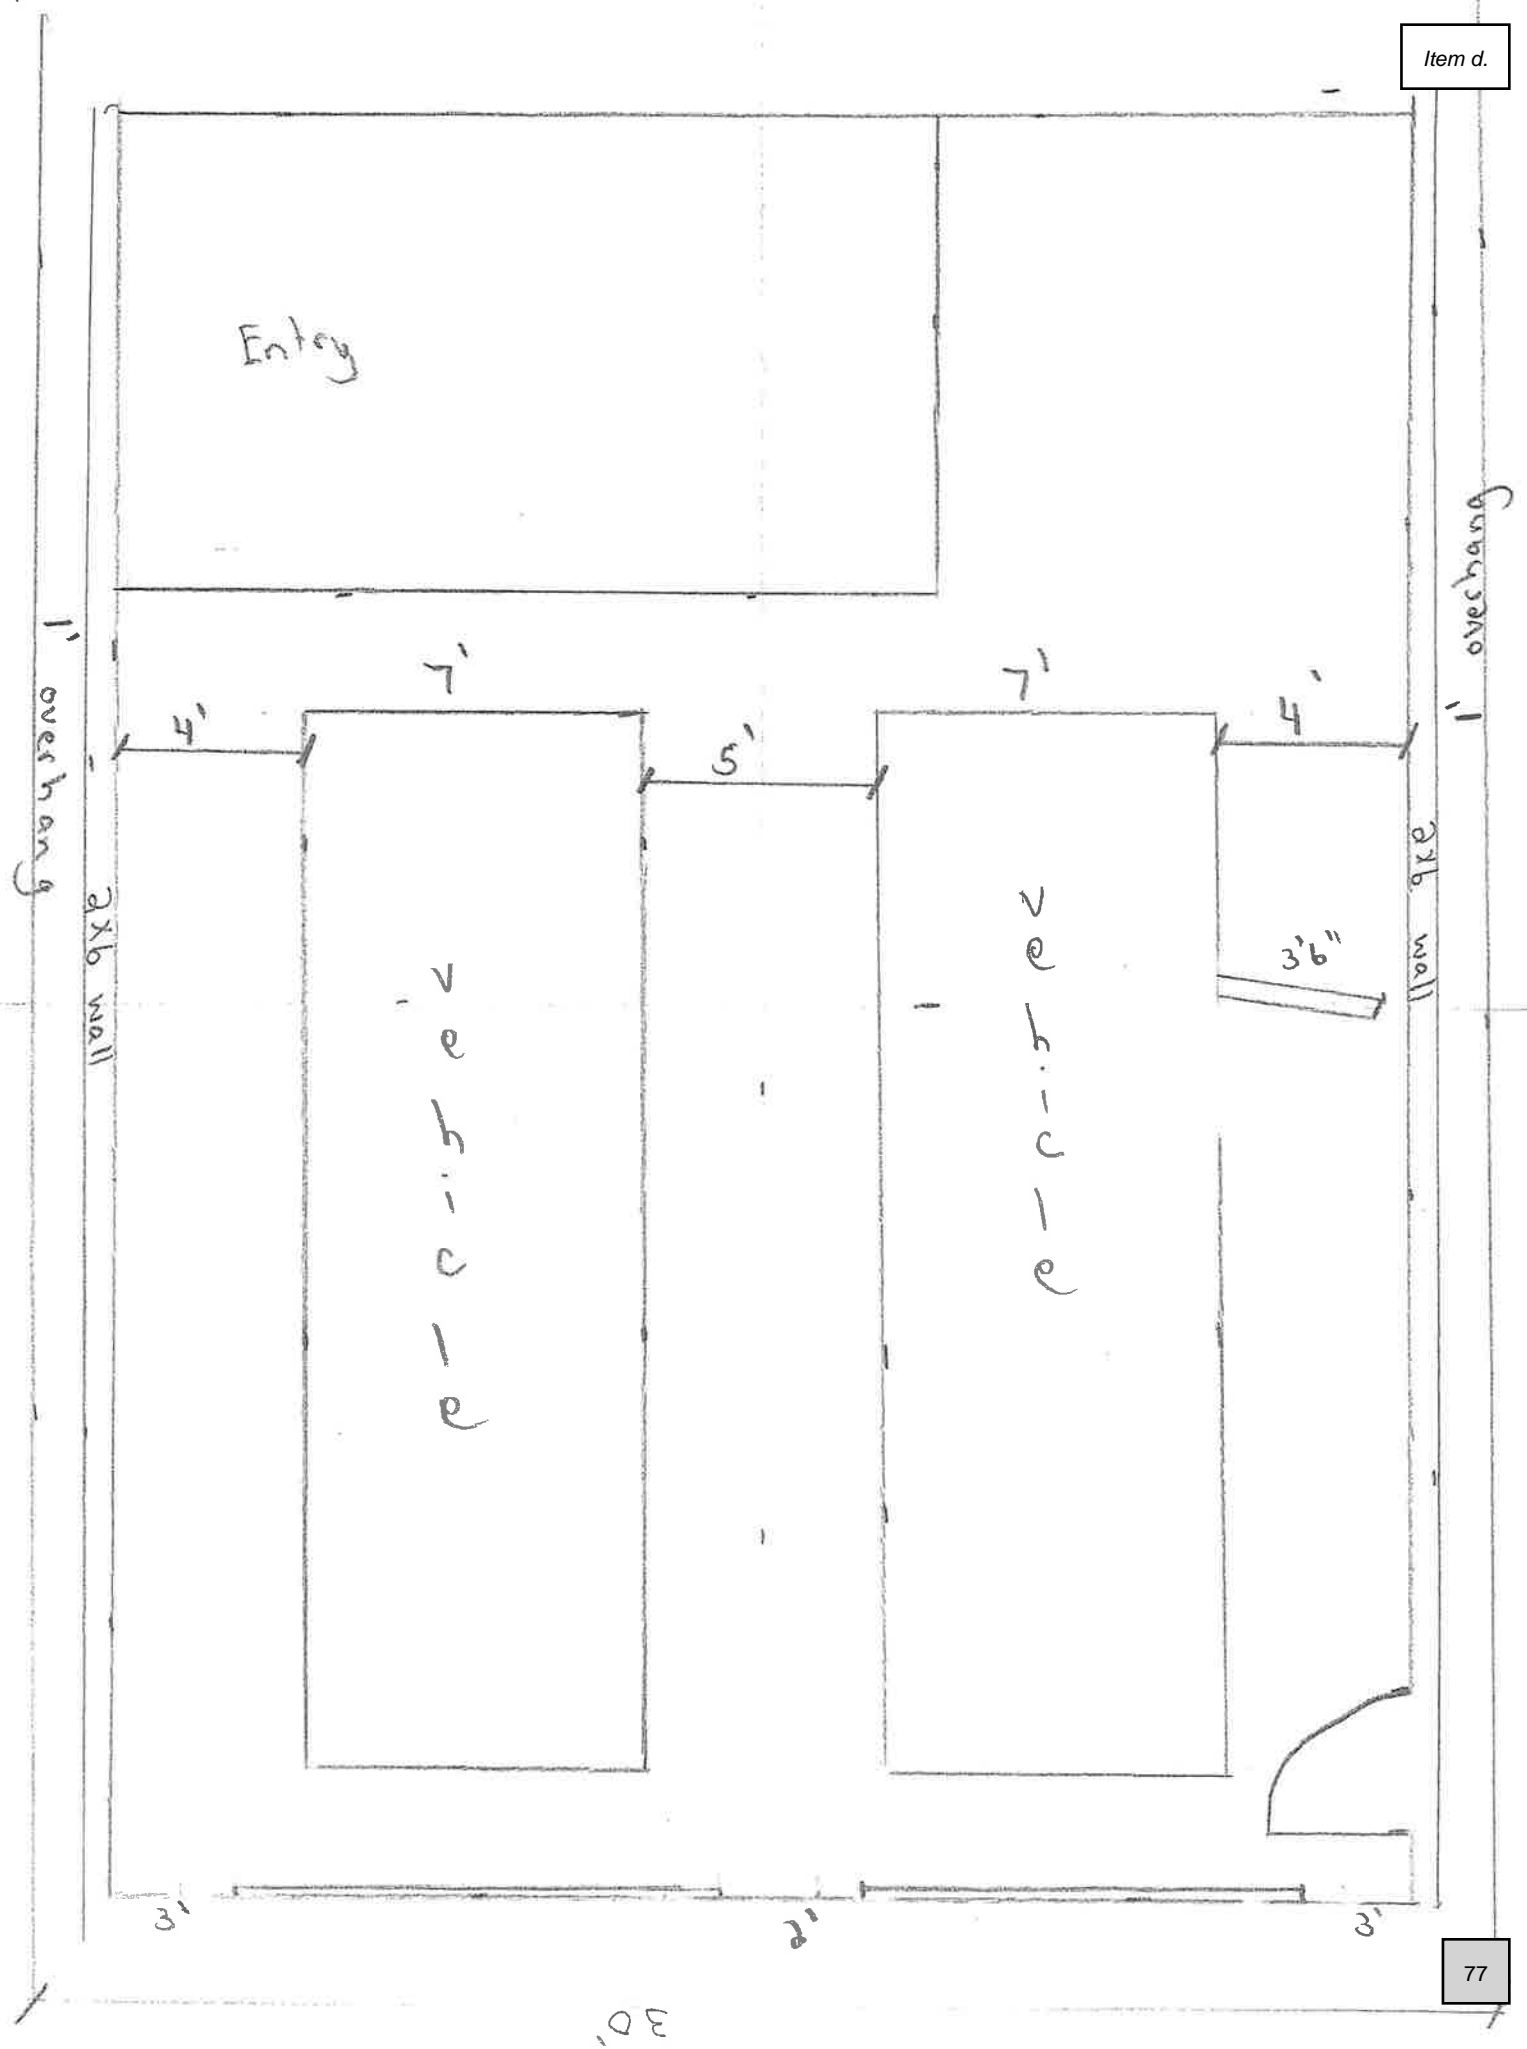 Item d.
Entry
1' overhang
1' overhang
7'
7'
4'
5'
4'
2x6 wall
2x6 wall
3'6"
vehicle
vehicle
3'
2'
3'
77
30'